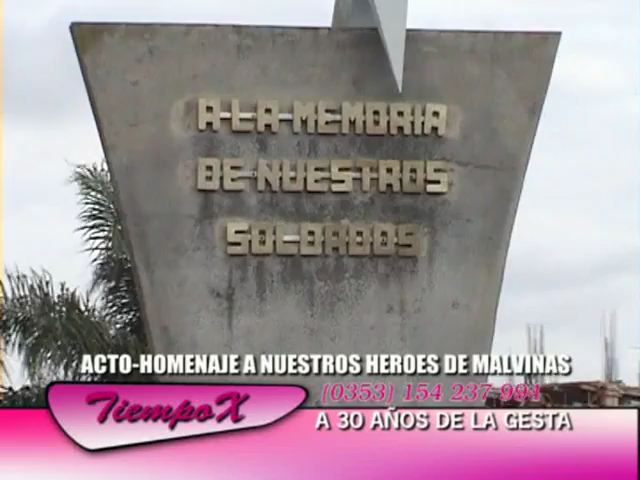 A LA MEMORIA
DE NUESTROS
SOLDADOS
ACTO-HOMENAJE A NUESTROS HEROES DE MALVINAS
TiempoX
(0353) 154 237 994
A 30 AÑOS DE LA GESTA